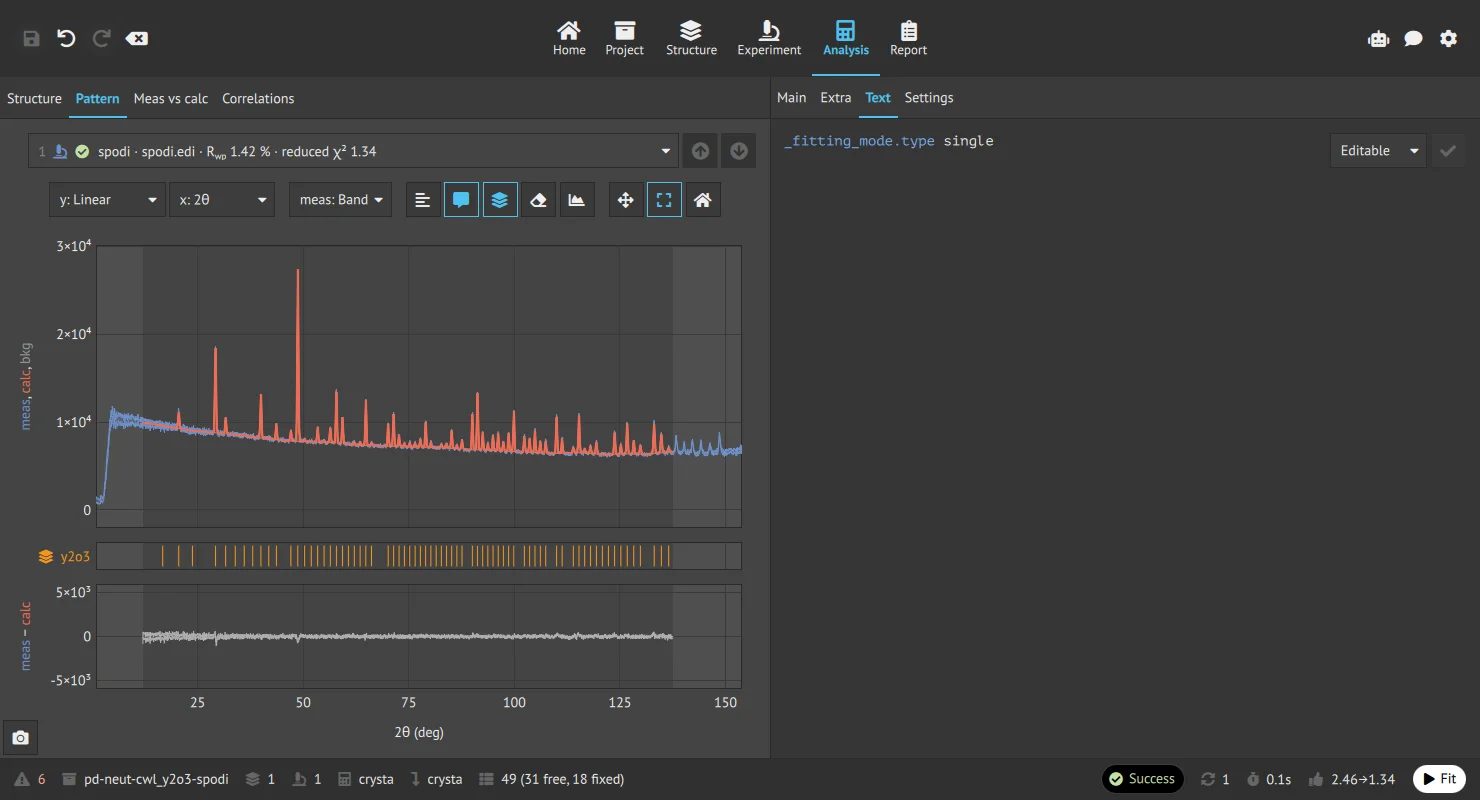 Home Project Structure Experiment Analysis Report
Structure Pattern Meas vs calc Correlations
Main Extra Text Settings
1 spodi · spodi.edi · Rwp 1.42 % · reduced χ² 1.34
_fitting_mode.type single
Editable
y: Linear x: 2θ meas: Band
3×10⁴
2×10⁴
1×10⁴
0
meas, calc, bkg
y2o3
5×10³
0
-5×10³
meas − calc
25 50 75 100 125 150
2θ (deg)
6 pd-neut-cwl_y2o3-spodi 1 1 crysta crysta 49 (31 free, 18 fixed)
Success 1 0.1s 2.46→1.34 Fit